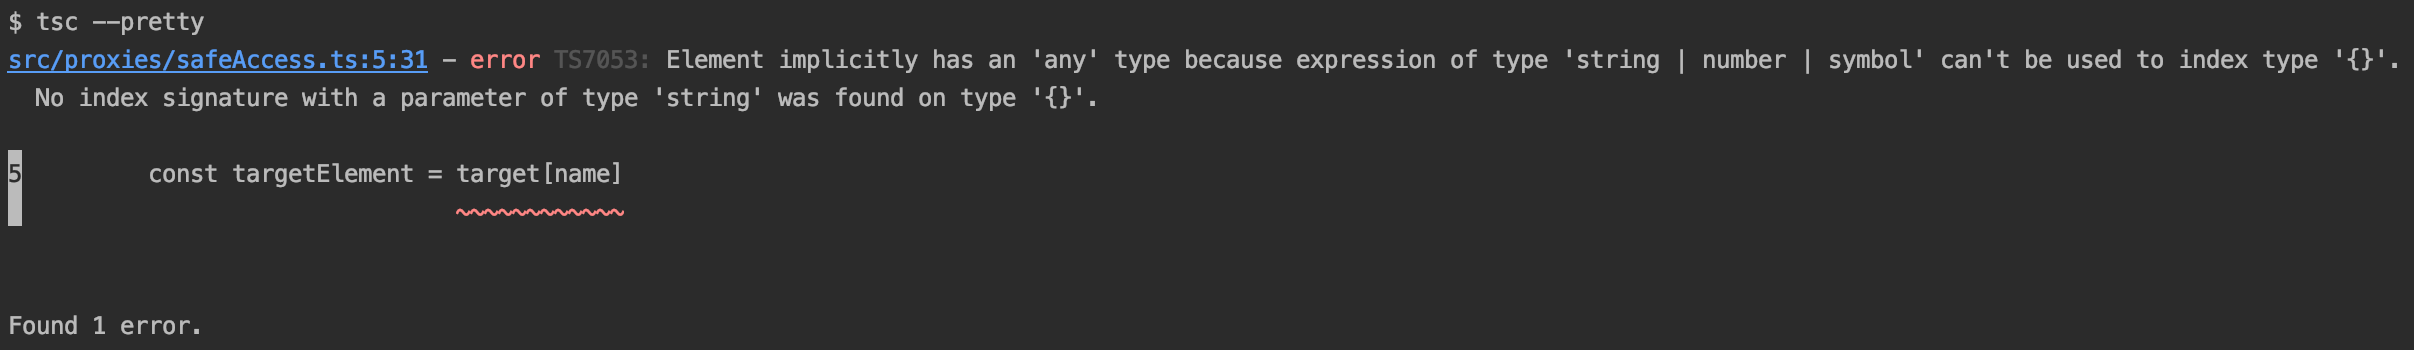 $ tsc --pretty
src/proxies/safeAccess.ts:5:31 - error TS7053: Element implicitly has an 'any' type because expression of type 'string | number | symbol' can't be used to index type '{}'.
  No index signature with a parameter of type 'string' was found on type '{}'.
5         const targetElement = target[name]
                                ~~~~~~~~~~~~
Found 1 error.